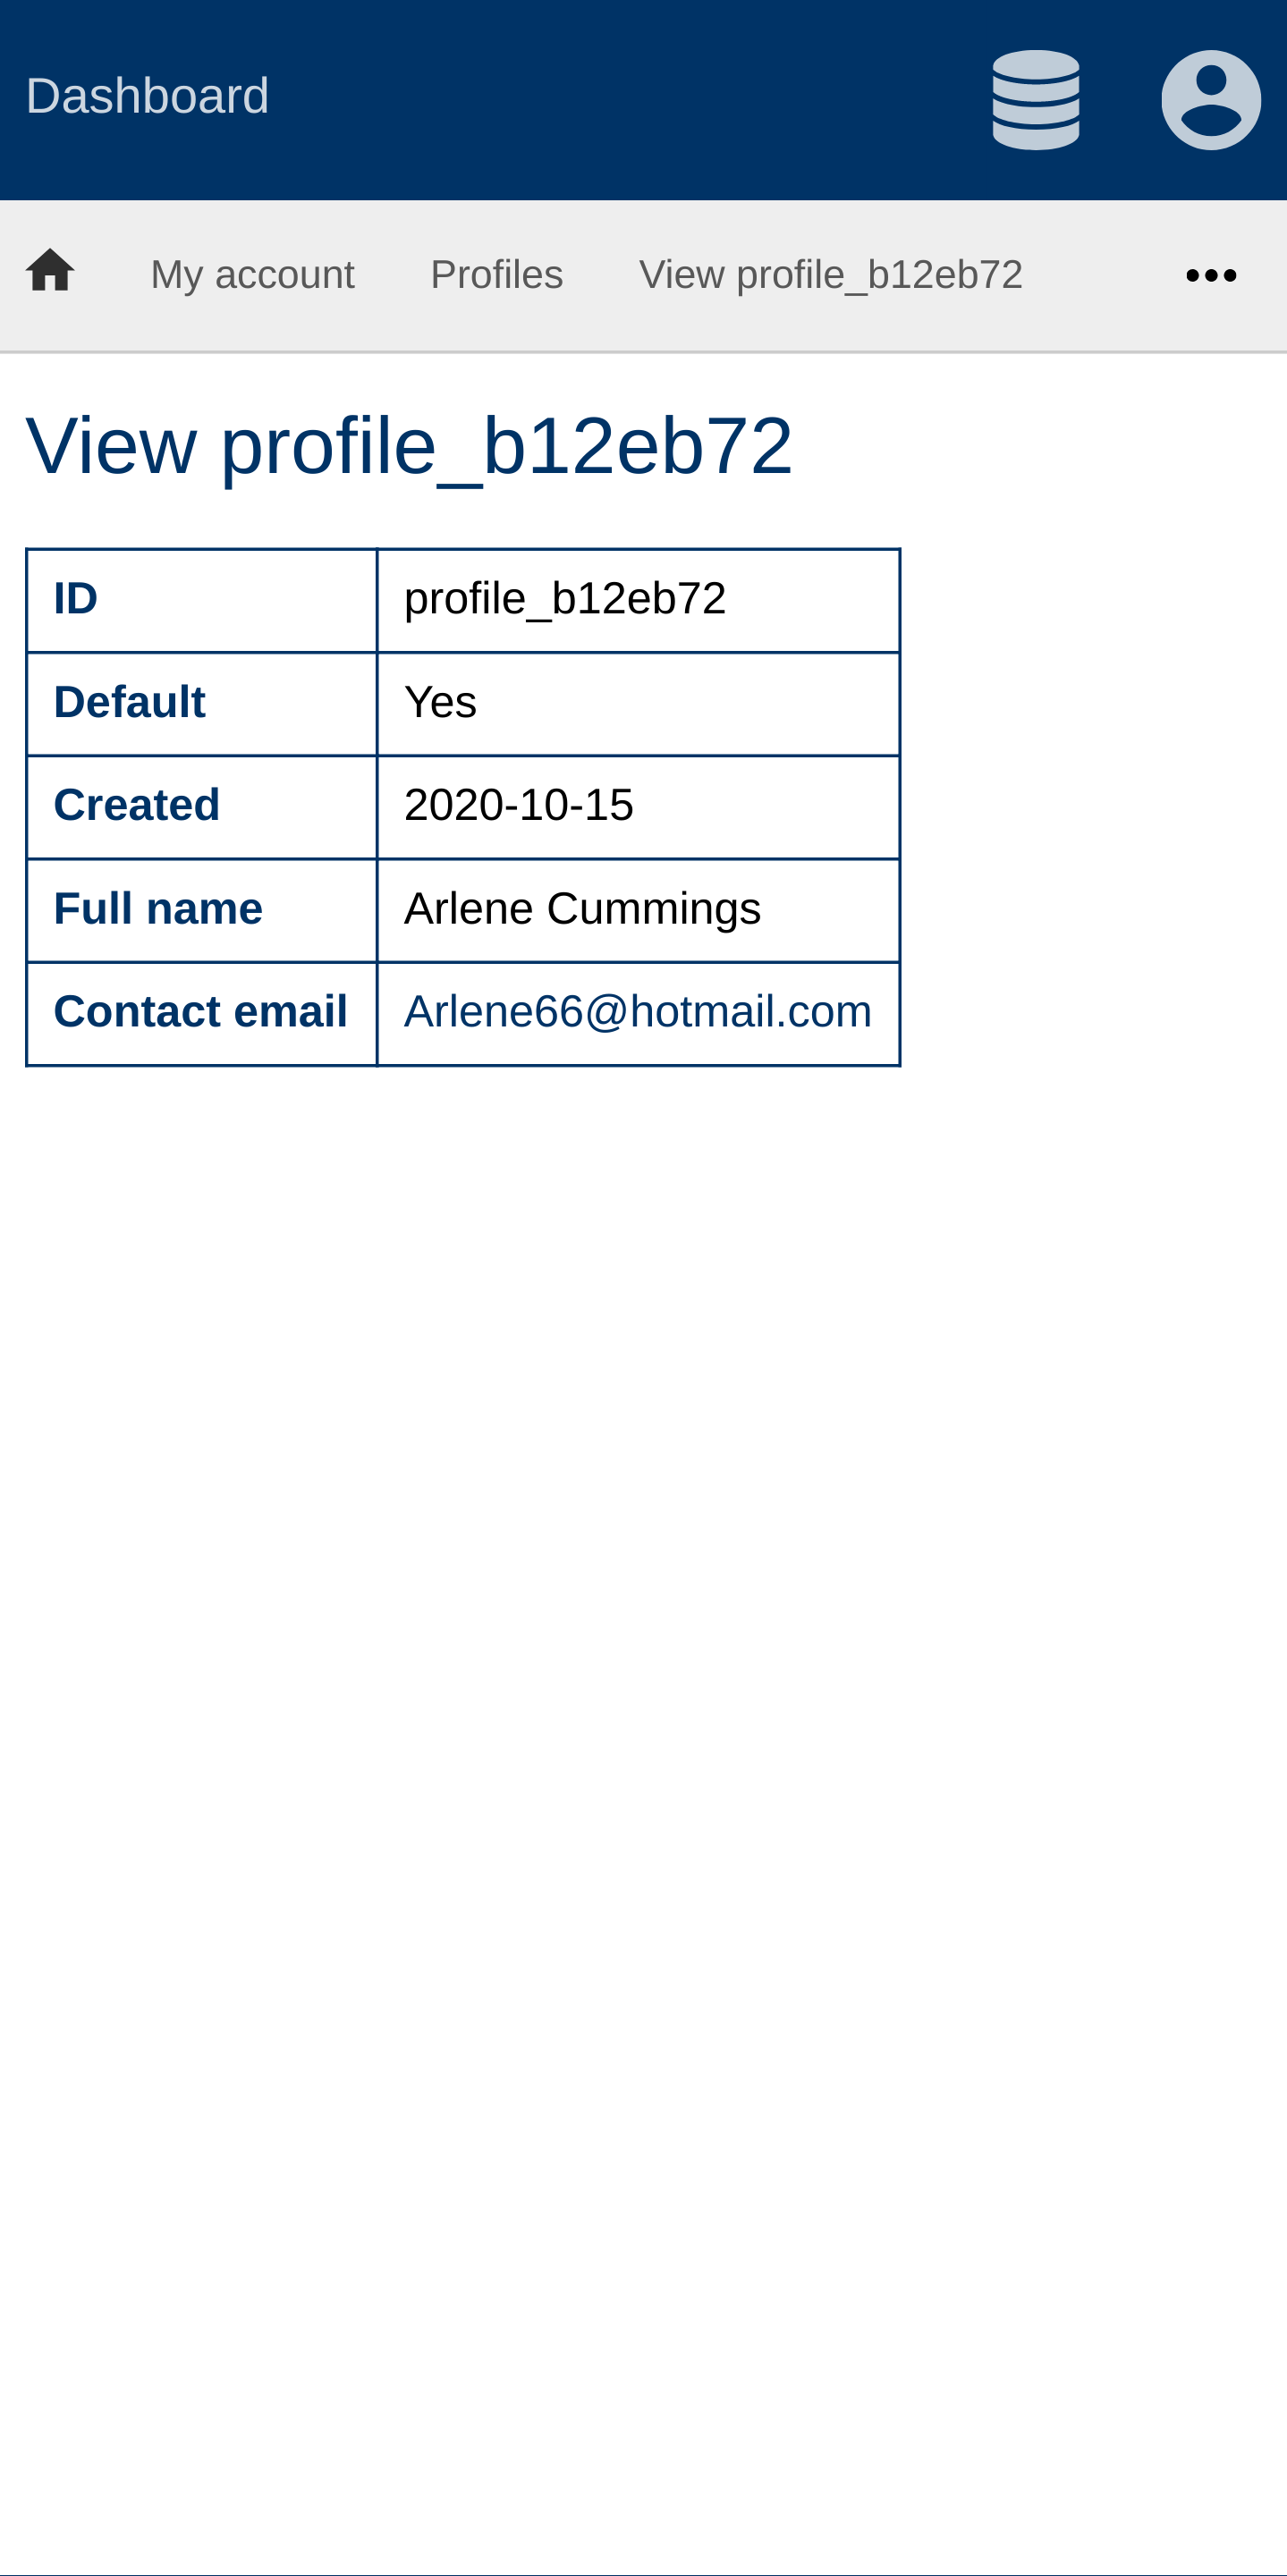 Dashboard
My account Profiles View profile_b12eb72
View profile_b12eb72
ID profile_b12eb72
Default Yes
Created 2020-10-15
Full name Arlene Cummings
Contact email Arlene66@hotmail.com